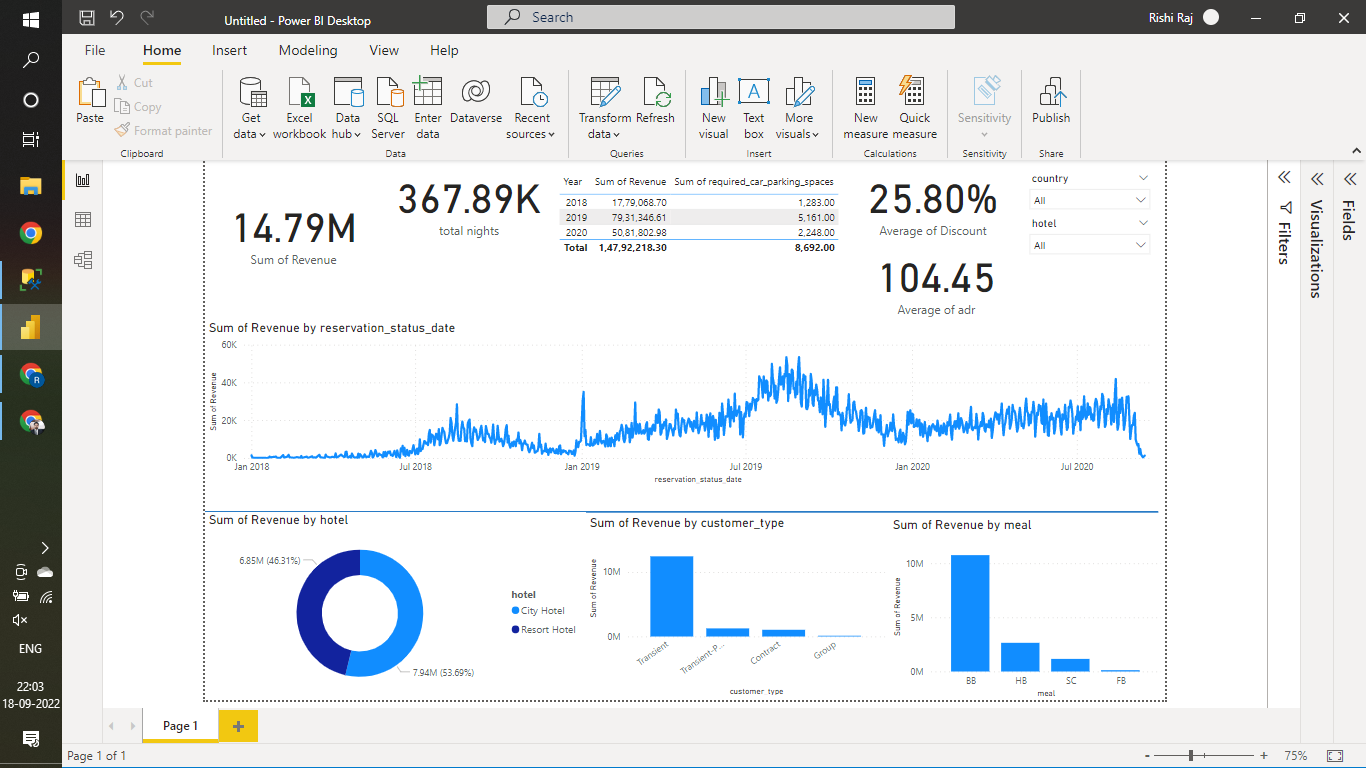 Untitled - Power BI Desktop
Search
Rishi Raj
File Home Insert Modeling View Help
Paste
Cut
Copy
Format painter
Clipboard
Get data
Excel workbook
Data hub
SQL Server
Enter data
Dataverse
Recent sources
Data
Transform data
Refresh
Queries
New visual
Text box
More visuals
Insert
New measure
Quick measure
Calculations
Sensitivity
Sensitivity
Publish
Share
14.79M
Sum of Revenue
367.89K
total nights
Year Sum of Revenue Sum of required_car_parking_spaces
2018 17,79,068.70 1,283.00
2019 79,31,346.61 5,161.00
2020 50,81,802.98 2,248.00
Total 1,47,92,218.30 8,692.00
25.80%
Average of Discount
104.45
Average of adr
country
All
hotel
All
Filters
Visualizations
Fields
Sum of Revenue by reservation_status_date
Sum of Revenue
60K
40K
20K
0K
Jan 2018 Jul 2018 Jan 2019 Jul 2019 Jan 2020 Jul 2020
reservation_status_date
Sum of Revenue by hotel
6.85M (46.31%)
7.94M (53.69%)
hotel
City Hotel
Resort Hotel
Sum of Revenue by customer_type
Sum of Revenue
10M
0M
Transient Transient-P... Contract Group
customer_type
Sum of Revenue by meal
Sum of Revenue
10M
5M
0M
BB HB SC FB
meal
R
ENG
22:03
18-09-2022
Page 1
+
Page 1 of 1
- + 75%